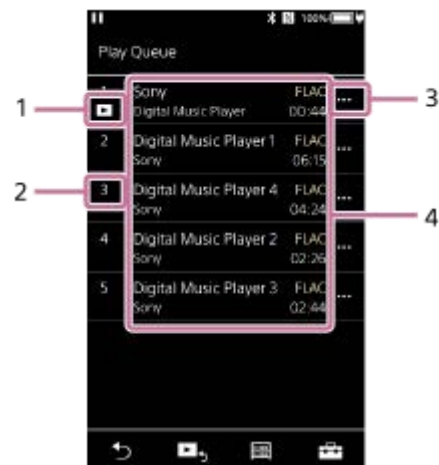 100%
Play Queue
1 Sony FLAC ...
Digital Music Player 00:44
2 Digital Music Player 1 FLAC ...
Sony 06:15
3 Digital Music Player 4 FLAC ...
Sony 04:24
4 Digital Music Player 2 FLAC ...
Sony 02:26
5 Digital Music Player 3 FLAC ...
Sony 02:44
1
2
3
4